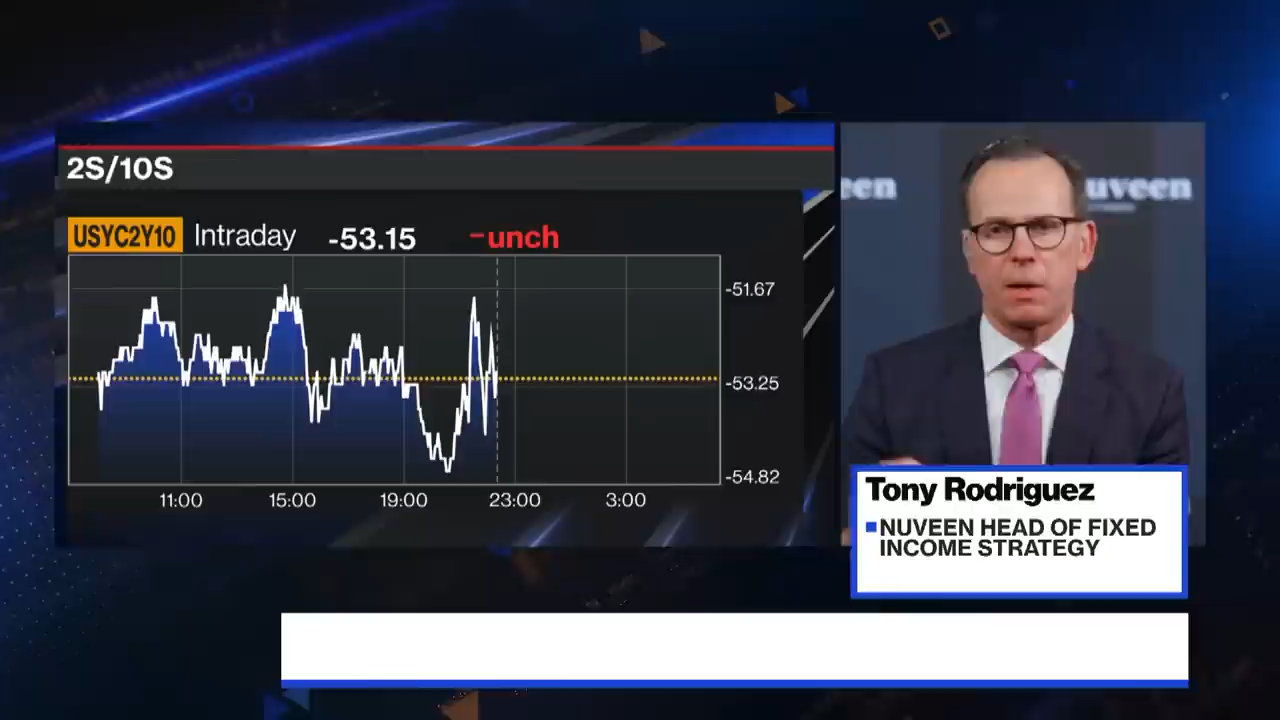 2S/10S
USYC2Y10 Intraday -53.15 -unch
-51.67
-53.25
-54.82
11:00 15:00 19:00 23:00 3:00
een
uveen
Tony Rodriguez
NUVEEN HEAD OF FIXED
INCOME STRATEGY